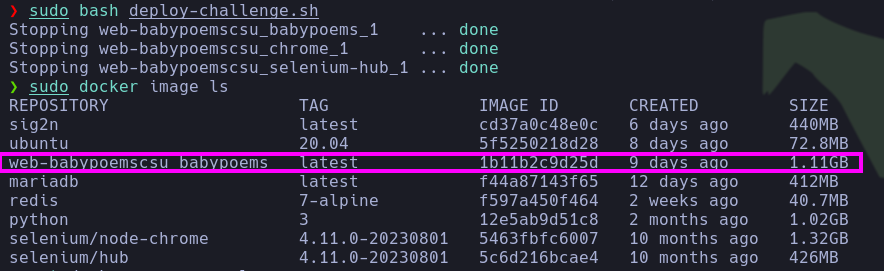 ❯ sudo bash deploy-challenge.sh
Stopping web-babypoemscsu_babypoems_1    ... done
Stopping web-babypoemscsu_chrome_1       ... done
Stopping web-babypoemscsu_selenium-hub_1 ... done
❯ sudo docker image ls
REPOSITORY                   TAG               IMAGE ID       CREATED         SIZE
sig2n                        latest            cd37a0c48e0c   6 days ago      440MB
ubuntu                       20.04             5f5250218d28   8 days ago      72.8MB
web-babypoemscsu_babypoems   latest            1b11b2c9d25d   9 days ago      1.11GB
mariadb                      latest            f44a87143f65   12 days ago     412MB
redis                        7-alpine          f597a450f464   2 weeks ago     40.7MB
python                       3                 12e5ab9d51c8   2 months ago    1.02GB
selenium/node-chrome         4.11.0-20230801   5463fbfc6007   10 months ago   1.32GB
selenium/hub                 4.11.0-20230801   5c6d216bcae4   10 months ago   426MB